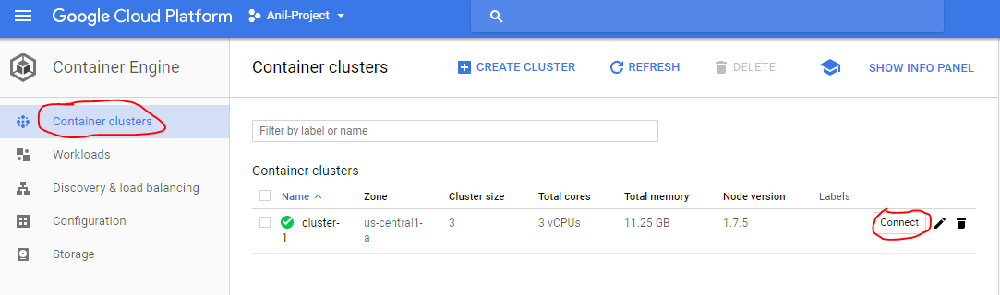 Google Cloud Platform Anil-Project
Container Engine
Container clusters CREATE CLUSTER REFRESH DELETE SHOW INFO PANEL
Container clusters
Workloads
Discovery & load balancing
Configuration
Storage
Filter by label or name
Container clusters
Name Zone Cluster size Total cores Total memory Node version Labels
cluster- us-central1- 3 3 vCPUs 11.25 GB 1.7.5 Connect
1 a